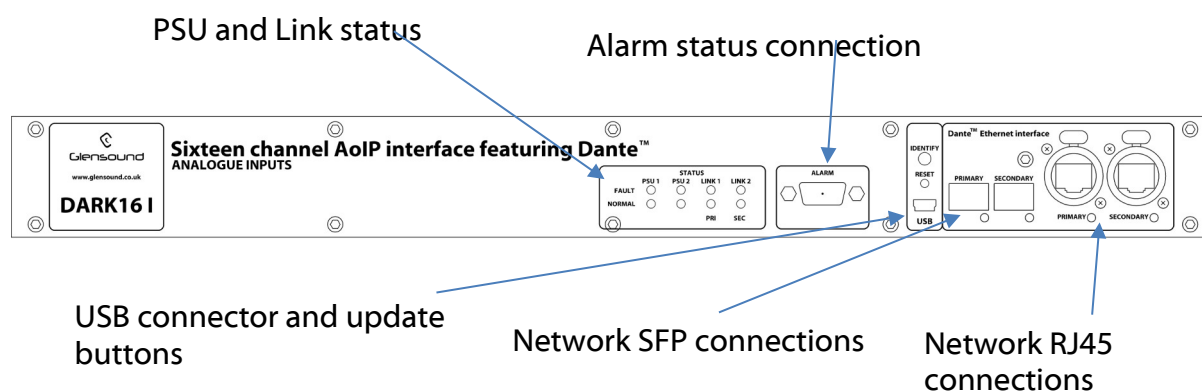 PSU and Link status
Alarm status connection
Glensound
www.glensound.co.uk
DARK16 I
Sixteen channel AoIP interface featuring Dante™
ANALOGUE INPUTS
STATUS
PSU 1 PSU 2 LINK 1 LINK 2
FAULT
NORMAL
PRI SEC
ALARM
IDENTIFY
RESET
USB
Dante™ Ethernet interface
PRIMARY SECONDARY
PRIMARY SECONDARY
USB connector and update
buttons
Network SFP connections
Network RJ45
connections